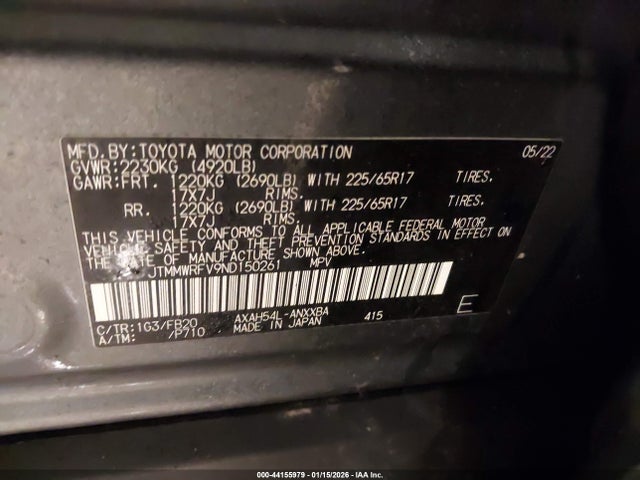 MFD. BY: TOYOTA MOTOR CORPORATION 05/22
GVWR: 2230KG (4920LB)
GAWR: FRT. 1220KG (2690LB) WITH 225/65R17 TIRES.
17X7J RIMS.
RR. 1220KG (2690LB) WITH 225/65R17 TIRES.
17X7J RIMS.
THIS VEHICLE CONFORMS TO ALL APPLICABLE FEDERAL MOTOR
VEHICLE SAFETY AND THEFT PREVENTION STANDARDS IN EFFECT ON
THE DATE OF MANUFACTURE SHOWN ABOVE.
JTMMWRFV9ND150261 MPV
C/TR: 1G3/FB20 AXAH54L-ANXXBA 415
A/TM: /P710 MADE IN JAPAN
E
000-44155979 - 01/15/2026 - IAA Inc.